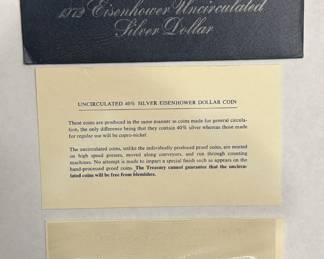 1972 Eisenhower Uncirculated
Silver Dollar
UNCIRCULATED 40% SILVER EISENHOWER DOLLAR COIN
These coins are produced in the same manner as coins made for general circula-
tion, the only difference being that they contain 40% silver whereas those made
for regular use will be cupro-nickel.
The uncirculated coins, unlike the individually produced proof coins, are minted
on high speed presses, moved along conveyors, and run through counting
machines. No attempt is made to impart a special finish such as appears on the
hand-processed proof coins. The Treasury cannot guarantee that the uncircu-
lated coins will be free from blemishes.